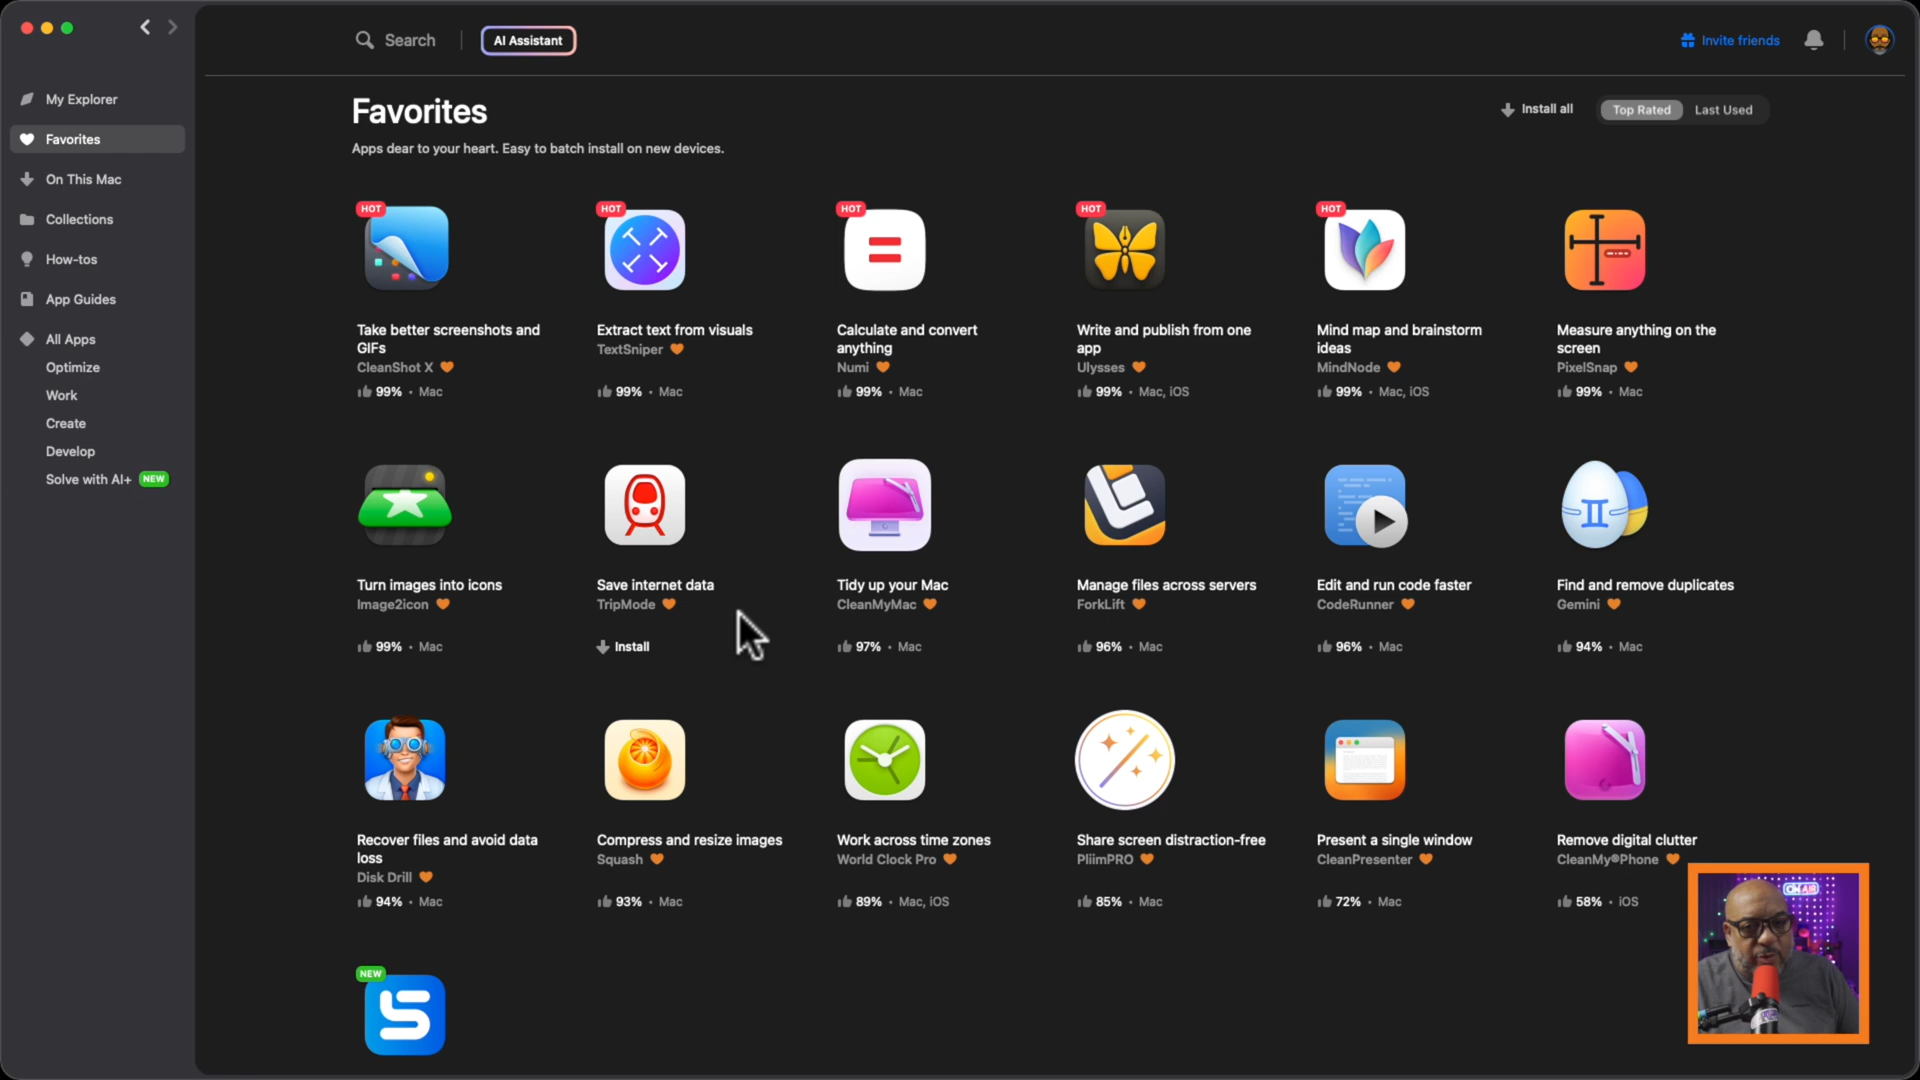 Search
AI Assistant
Invite friends
My Explorer
Favorites
On This Mac
Collections
How-tos
App Guides
All Apps
Optimize
Work
Create
Develop
Solve with AI+ NEW
Favorites
Apps dear to your heart. Easy to batch install on new devices.
Install all
Top Rated
Last Used
HOT
Take better screenshots and
GIFs
CleanShot X
99% • Mac
HOT
Extract text from visuals
TextSniper
99% • Mac
HOT
Calculate and convert
anything
Numi
99% • Mac
HOT
Write and publish from one
app
Ulysses
99% • Mac, iOS
HOT
Mind map and brainstorm
ideas
MindNode
99% • Mac, iOS
Measure anything on the
screen
PixelSnap
99% • Mac
Turn images into icons
Image2icon
99% • Mac
Save internet data
TripMode
Install
Tidy up your Mac
CleanMyMac
97% • Mac
Manage files across servers
ForkLift
96% • Mac
Edit and run code faster
CodeRunner
96% • Mac
Find and remove duplicates
Gemini
94% • Mac
Recover files and avoid data
loss
Disk Drill
94% • Mac
Compress and resize images
Squash
93% • Mac
Work across time zones
World Clock Pro
89% • Mac, iOS
Share screen distraction-free
PliimPRO
85% • Mac
Present a single window
CleanPresenter
72% • Mac
Remove digital clutter
CleanMy®Phone
58% • iOS
NEW
ON AIR